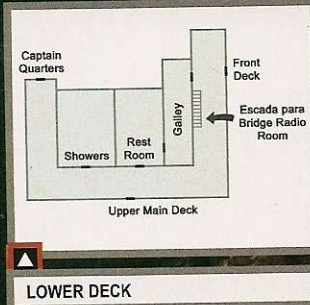 Captain
Quarters
Front
Deck
Galley
Escada para
Bridge Radio
Room
Showers
Rest
Room
Upper Main Deck
LOWER DECK